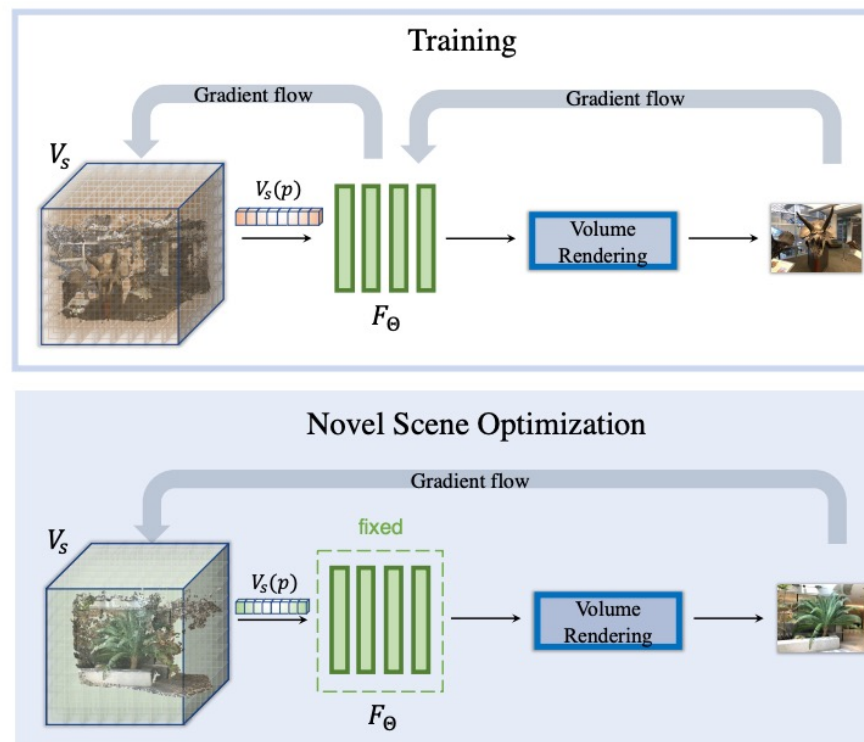 Training
Gradient flow
Gradient flow
V_s
V_s(p)
Volume
Rendering
F_Θ
Novel Scene Optimization
Gradient flow
V_s
fixed
V_s(p)
Volume
Rendering
F_Θ